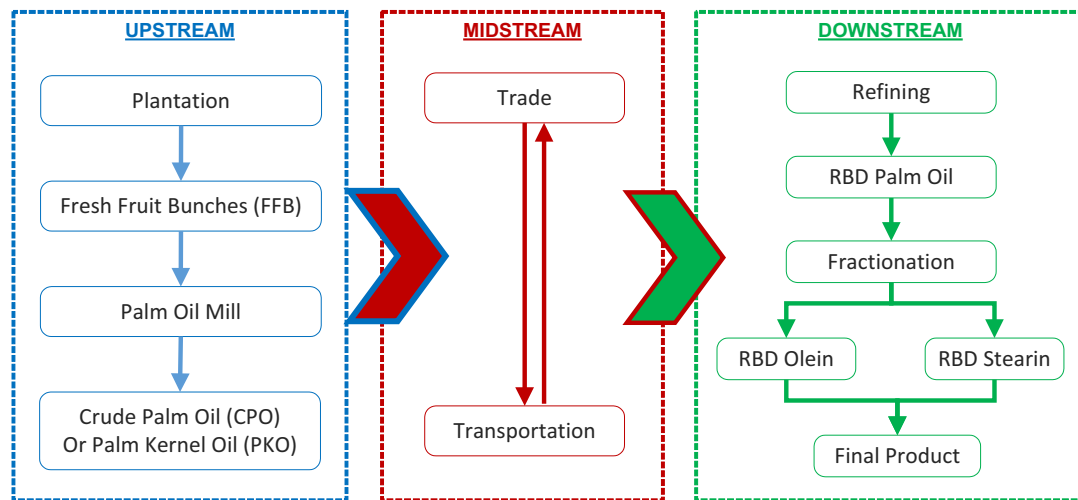 UPSTREAM
Plantation
Fresh Fruit Bunches (FFB)
Palm Oil Mill
Crude Palm Oil (CPO)
Or Palm Kernel Oil (PKO)
MIDSTREAM
Trade
Transportation
DOWNSTREAM
Refining
RBD Palm Oil
Fractionation
RBD Olein
RBD Stearin
Final Product